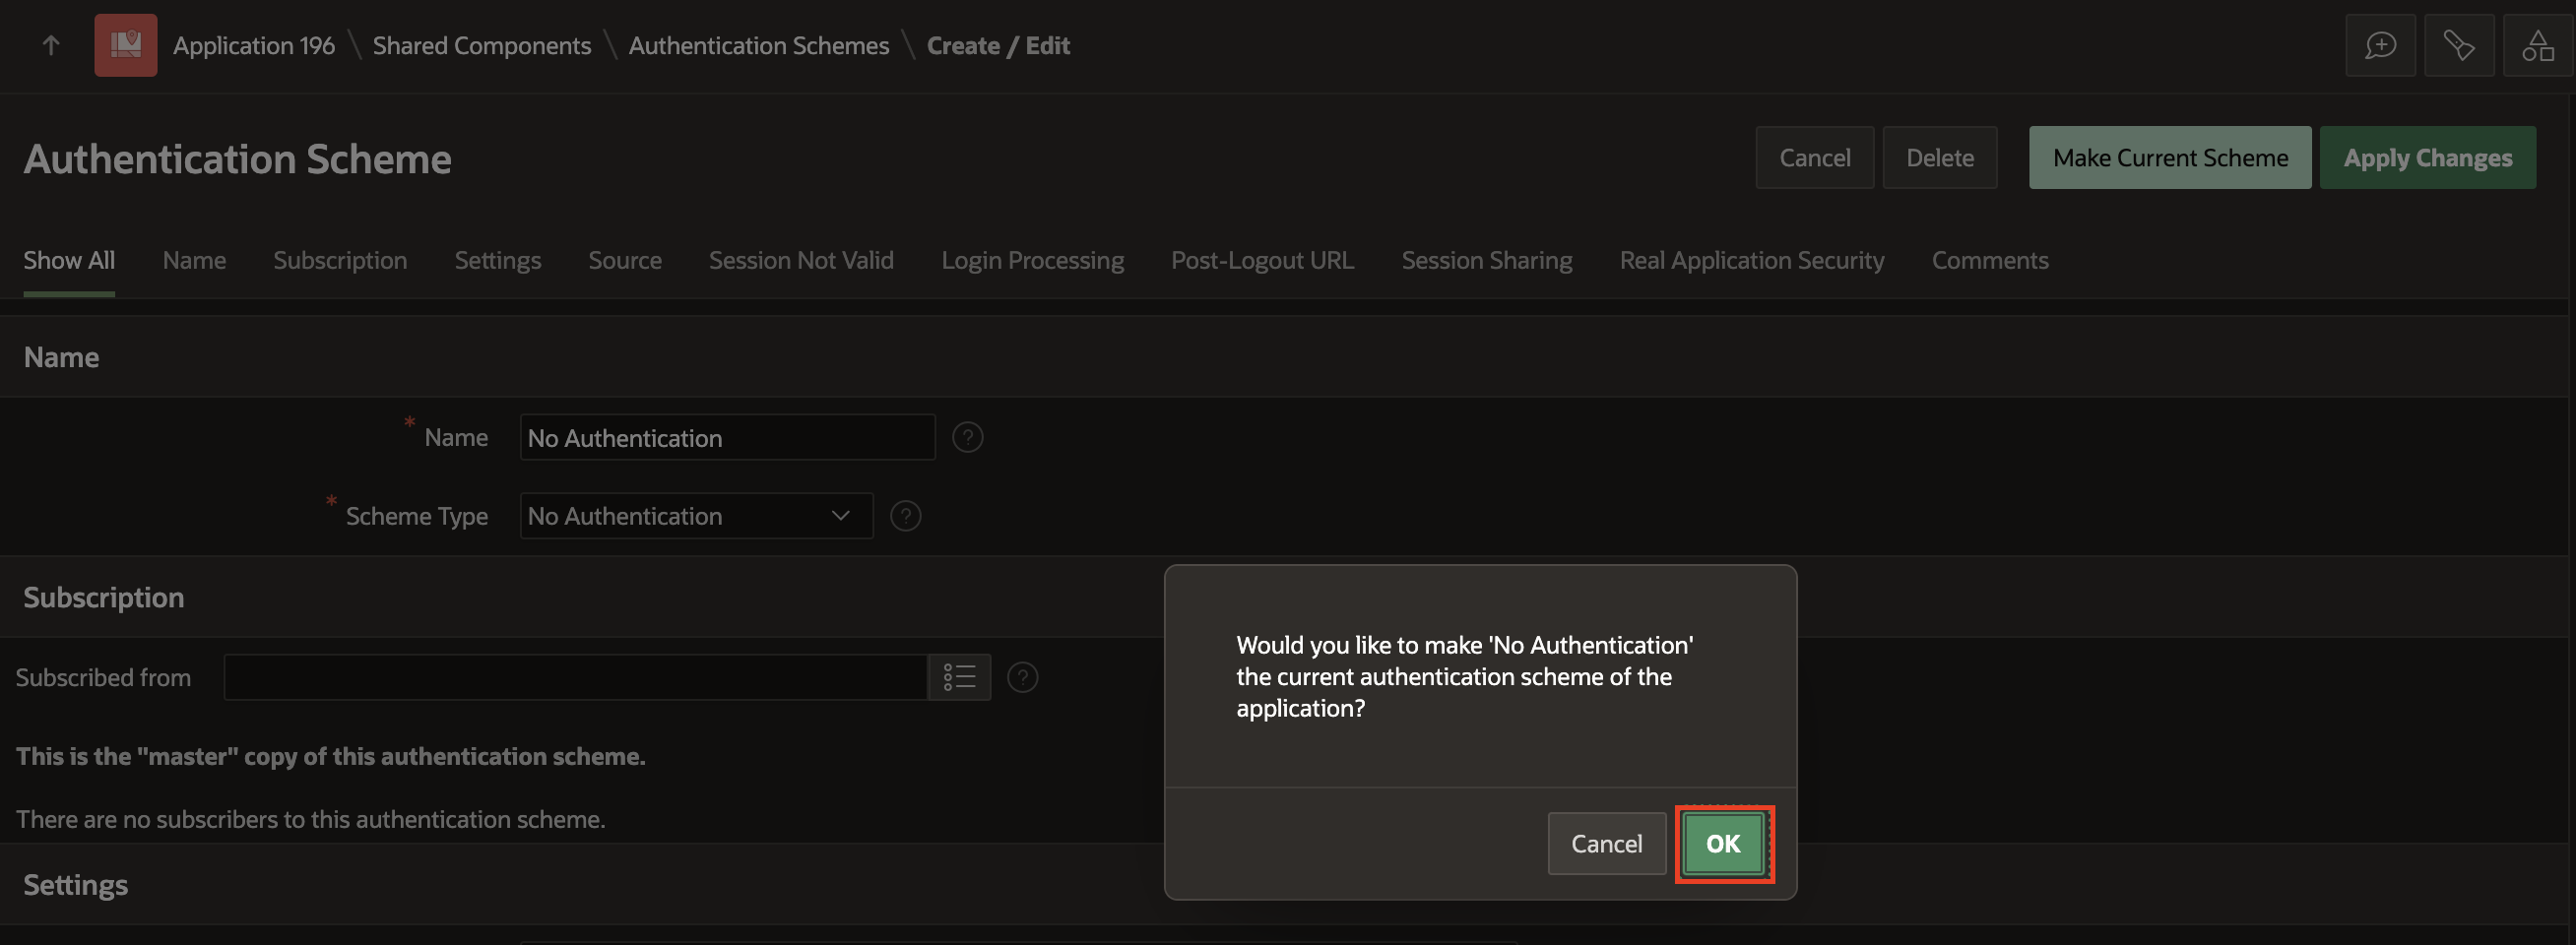 Application 196 \ Shared Components \ Authentication Schemes \ Create / Edit
Authentication Scheme
Cancel Delete Make Current Scheme Apply Changes
Show All Name Subscription Settings Source Session Not Valid Login Processing Post-Logout URL Session Sharing Real Application Security Comments
Name
* Name No Authentication ?
* Scheme Type No Authentication ?
Subscription
Subscribed from ?
This is the "master" copy of this authentication scheme.
There are no subscribers to this authentication scheme.
Settings
Would you like to make 'No Authentication'
the current authentication scheme of the
application?
Cancel OK